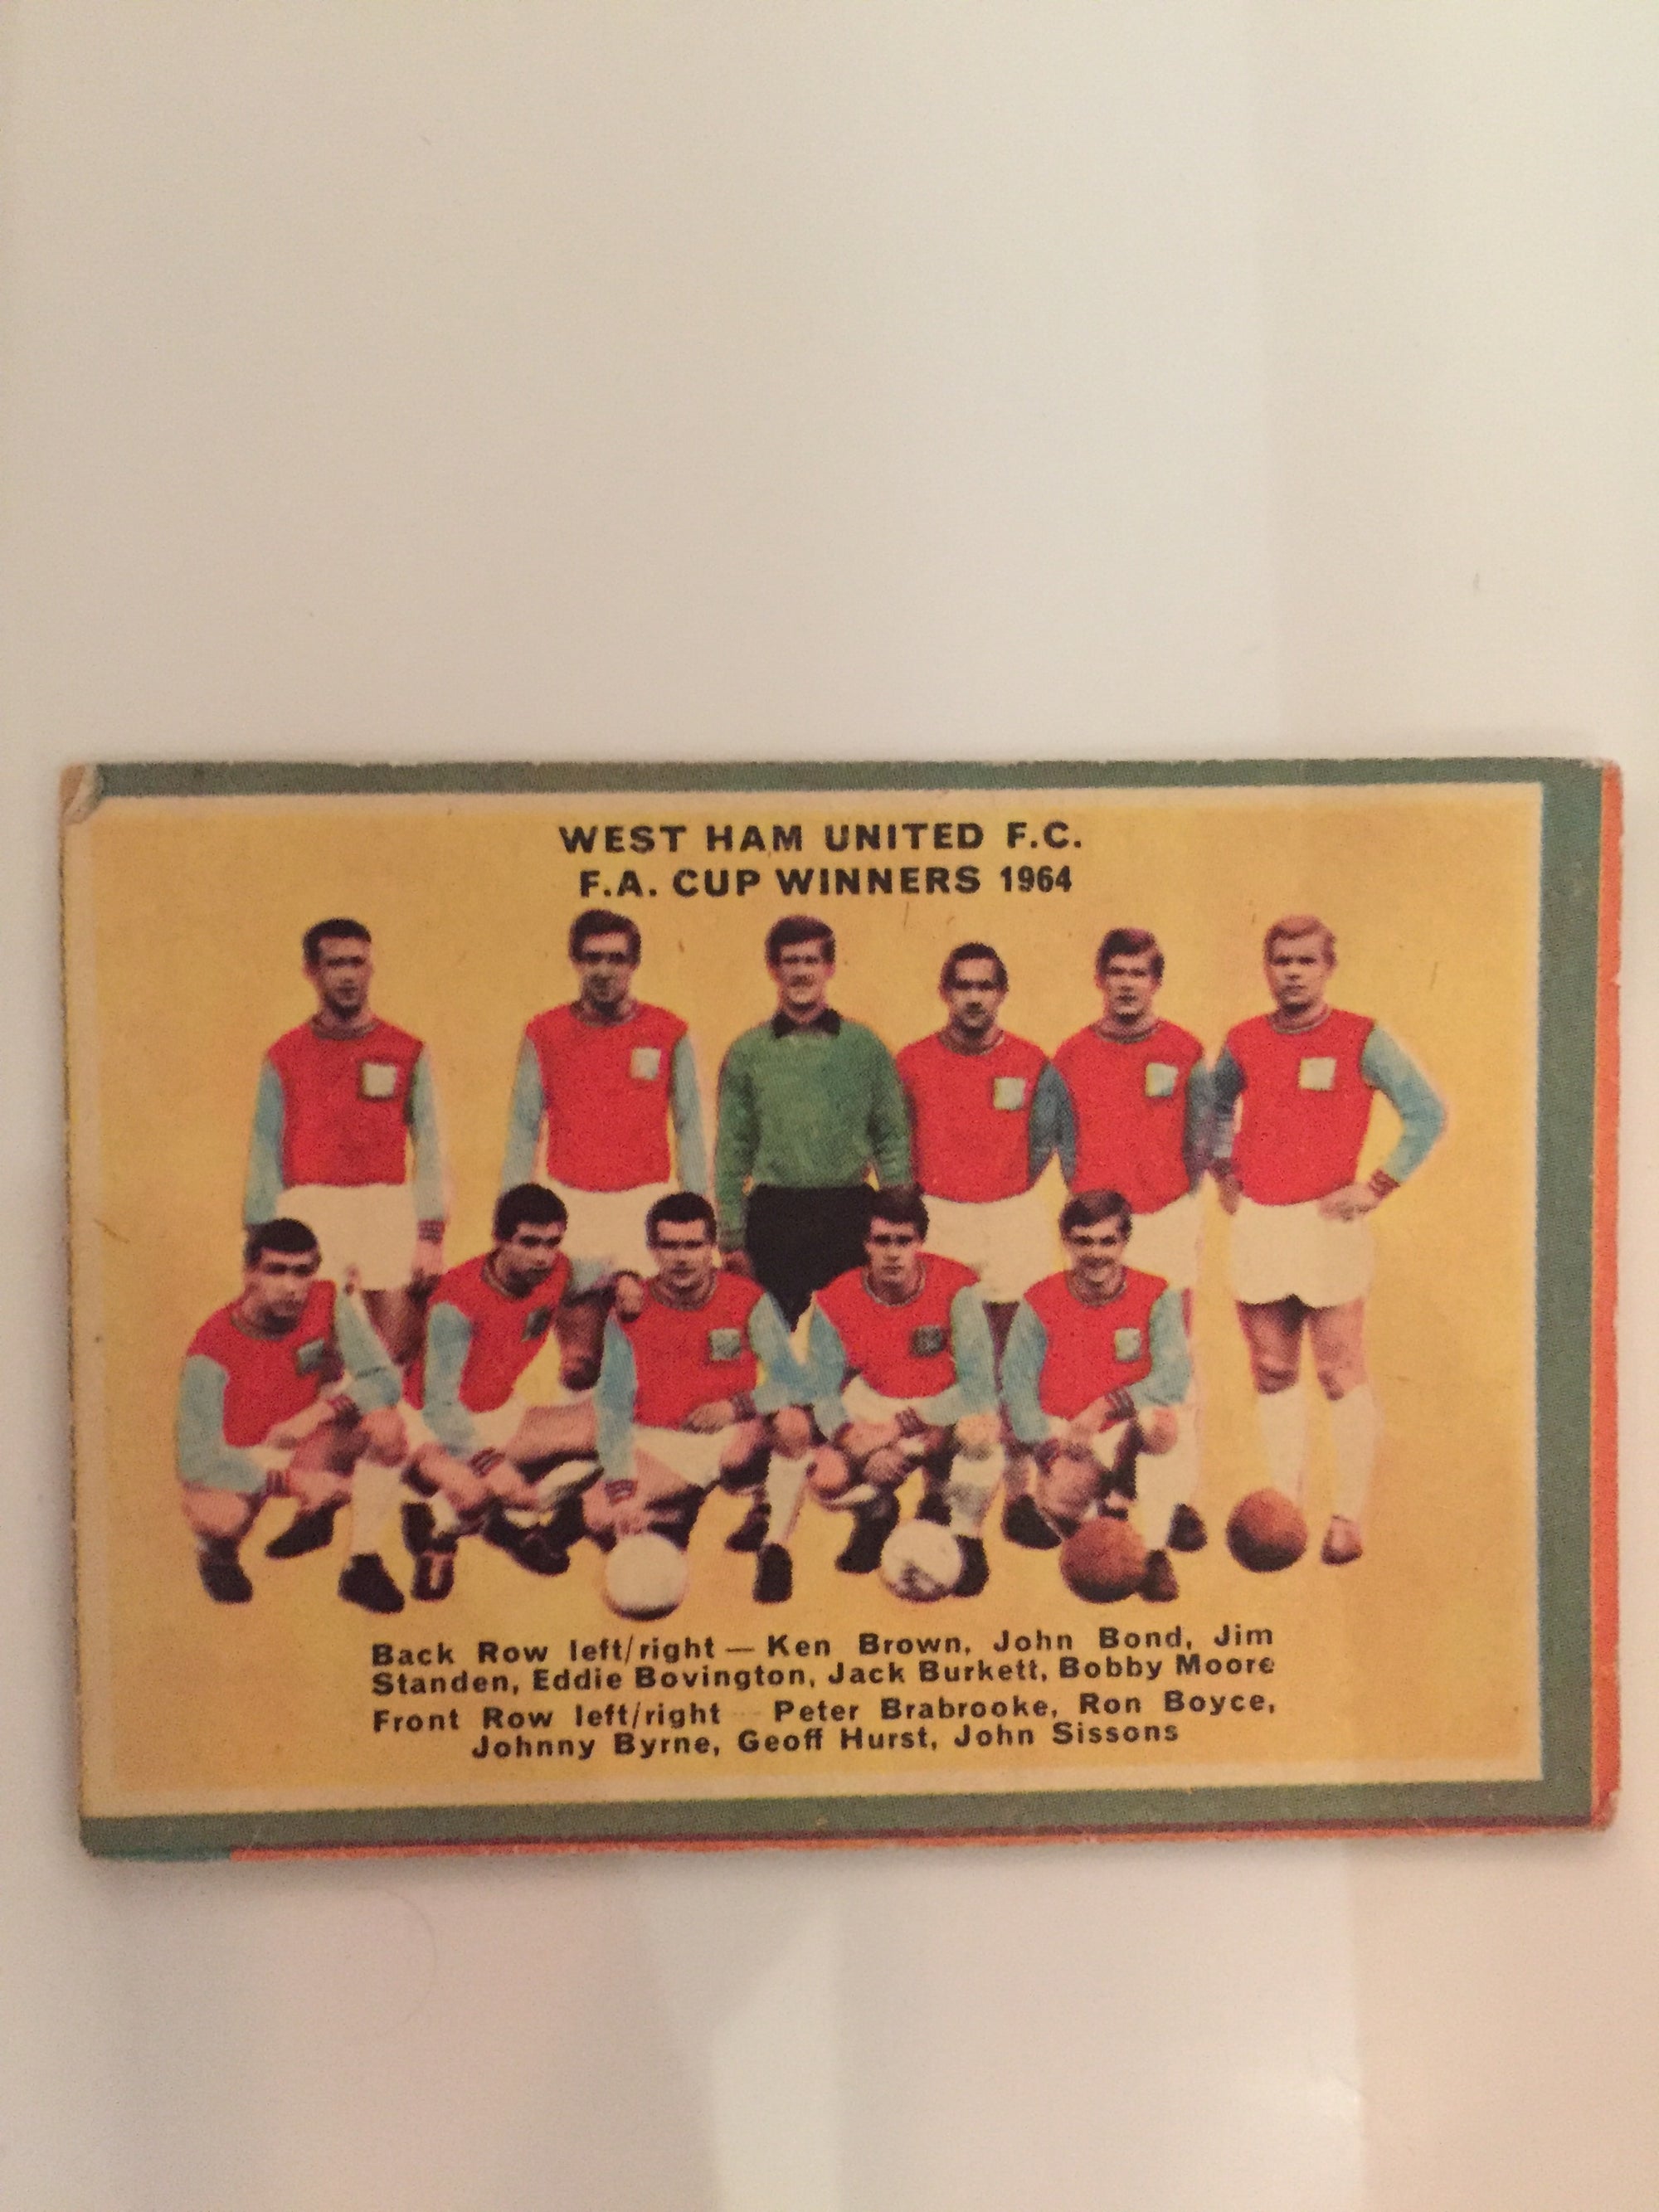 WEST HAM UNITED F.C.
F.A. CUP WINNERS 1964
Back Row left/right — Ken Brown, John Bond, Jim
Standen, Eddie Bovington, Jack Burkett, Bobby Moore
Front Row left/right Peter Brabrooke, Ron Boyce,
Johnny Byrne, Geoff Hurst, John Sissons